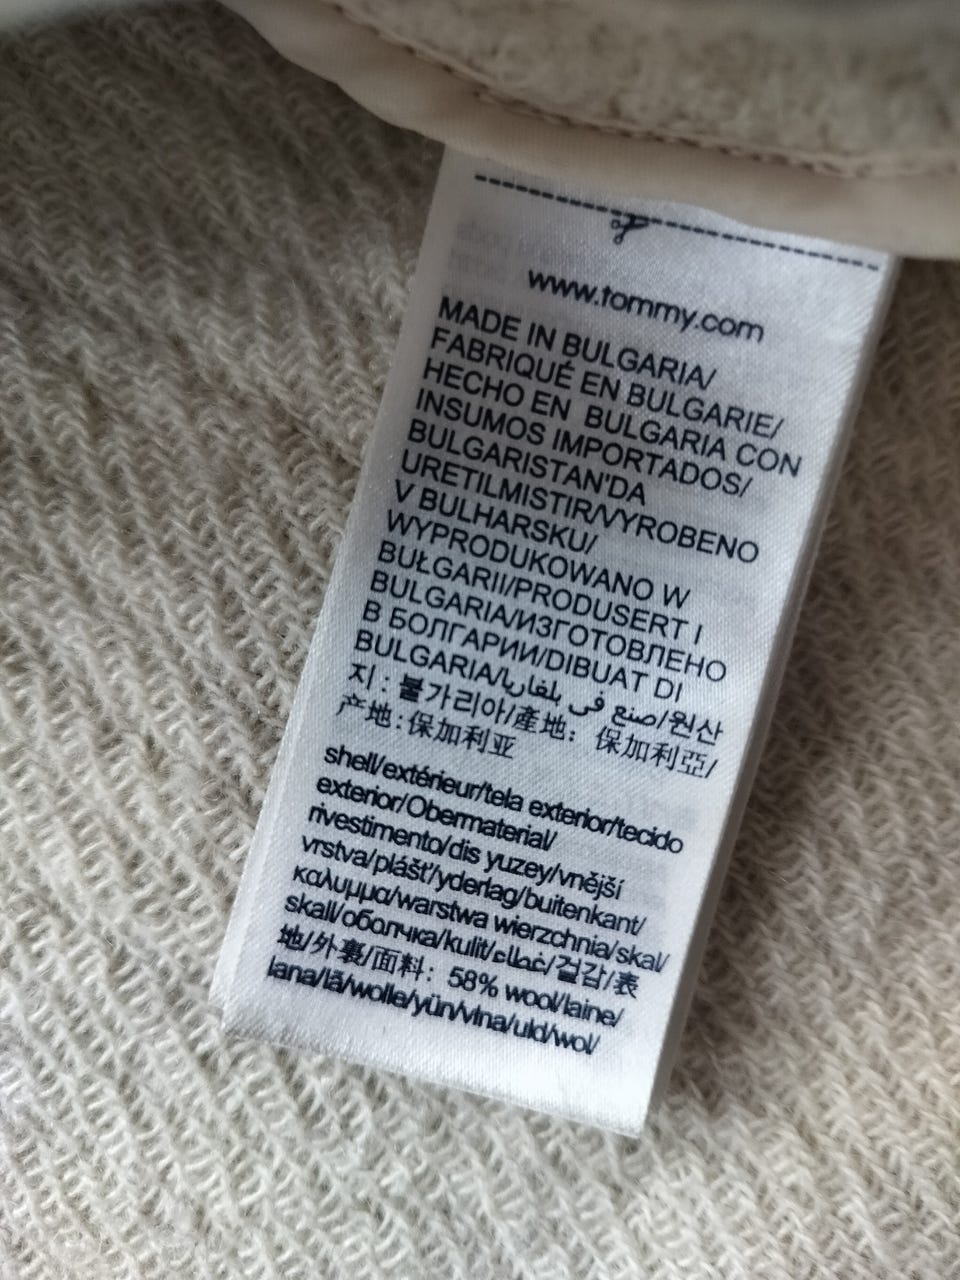 www.tommy.com
MADE IN BULGARIA/
FABRIQUÉ EN BULGARIE/
HECHO EN BULGARIA CON
INSUMOS IMPORTADOS/
BULGARISTAN'DA
URETILMISTIR/VYROBENO
V BULHARSKU/
WYPRODUKOWANO W
BUŁGARII/PRODUSERT I
BULGARIA/ИЗГОТОВЛЕНО
В БОЛГАРИИ/DIBUAT DI
BULGARIA/صنع في بلغاريا/원산
지 : 불가리아/產地：保加利亞/
产地:保加利亚
shell/extérieur/tela exterior/tecido
exterior/Obermaterial/
rivestimento/dis yuzey/vnější
vrstva/plášť/yderlag/buitenkant/
καλυμμα/warstwa wierzchnia/skal/
skall/оболчка/kulit/غطاء/겉감/表
地/外裏/面料：58% wool/laine/
lana/lã/wolle/yün/vlna/uld/wol/